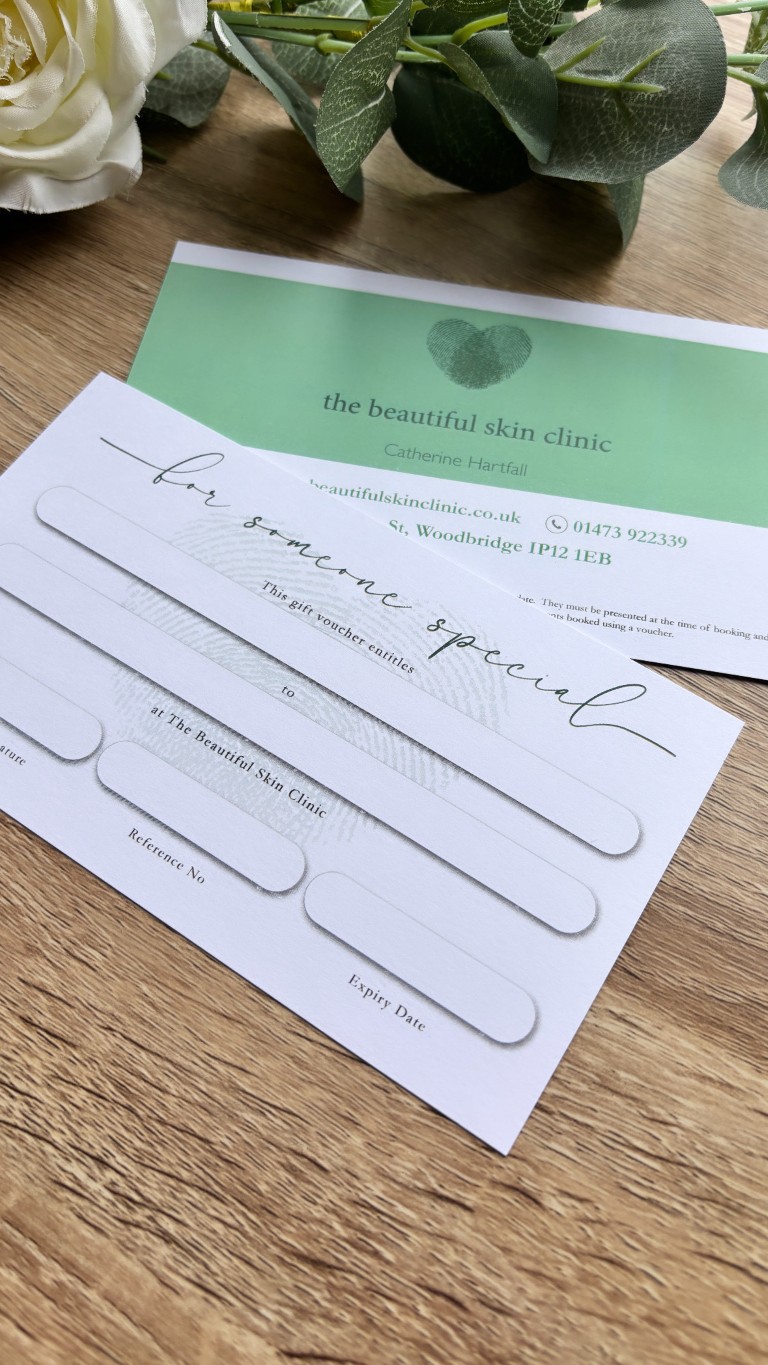 the beautiful skin clinic
Catherine Hartfall
beautifulskinclinic.co.uk 01473 922339
St, Woodbridge IP12 1EB
They must be presented at the time of booking and
booked using a voucher.
for someone special
This gift voucher entitles
to
at The Beautiful Skin Clinic
Reference No
Expiry Date